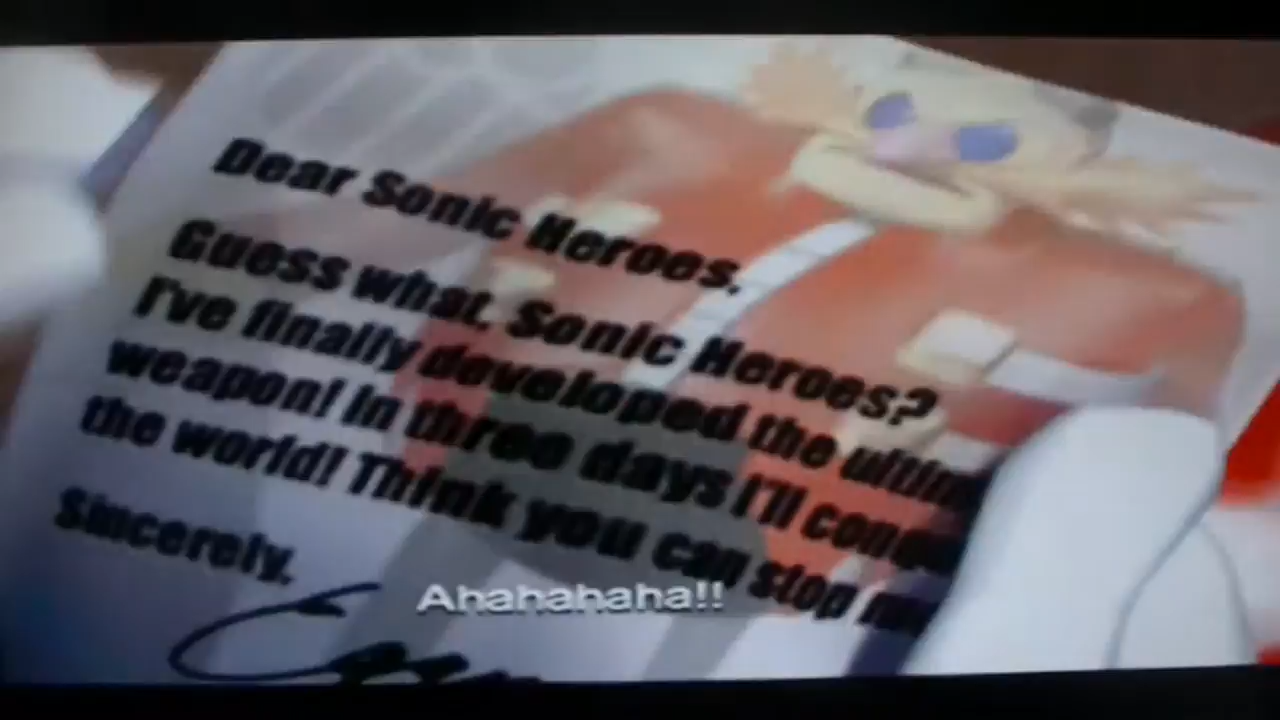 Dear Sonic Heroes,
Guess what, Sonic Heroes?
I've finally developed the
weapon! In three days I'll
the world! Think you can stop
Sincerely,
Ahahahaha!!